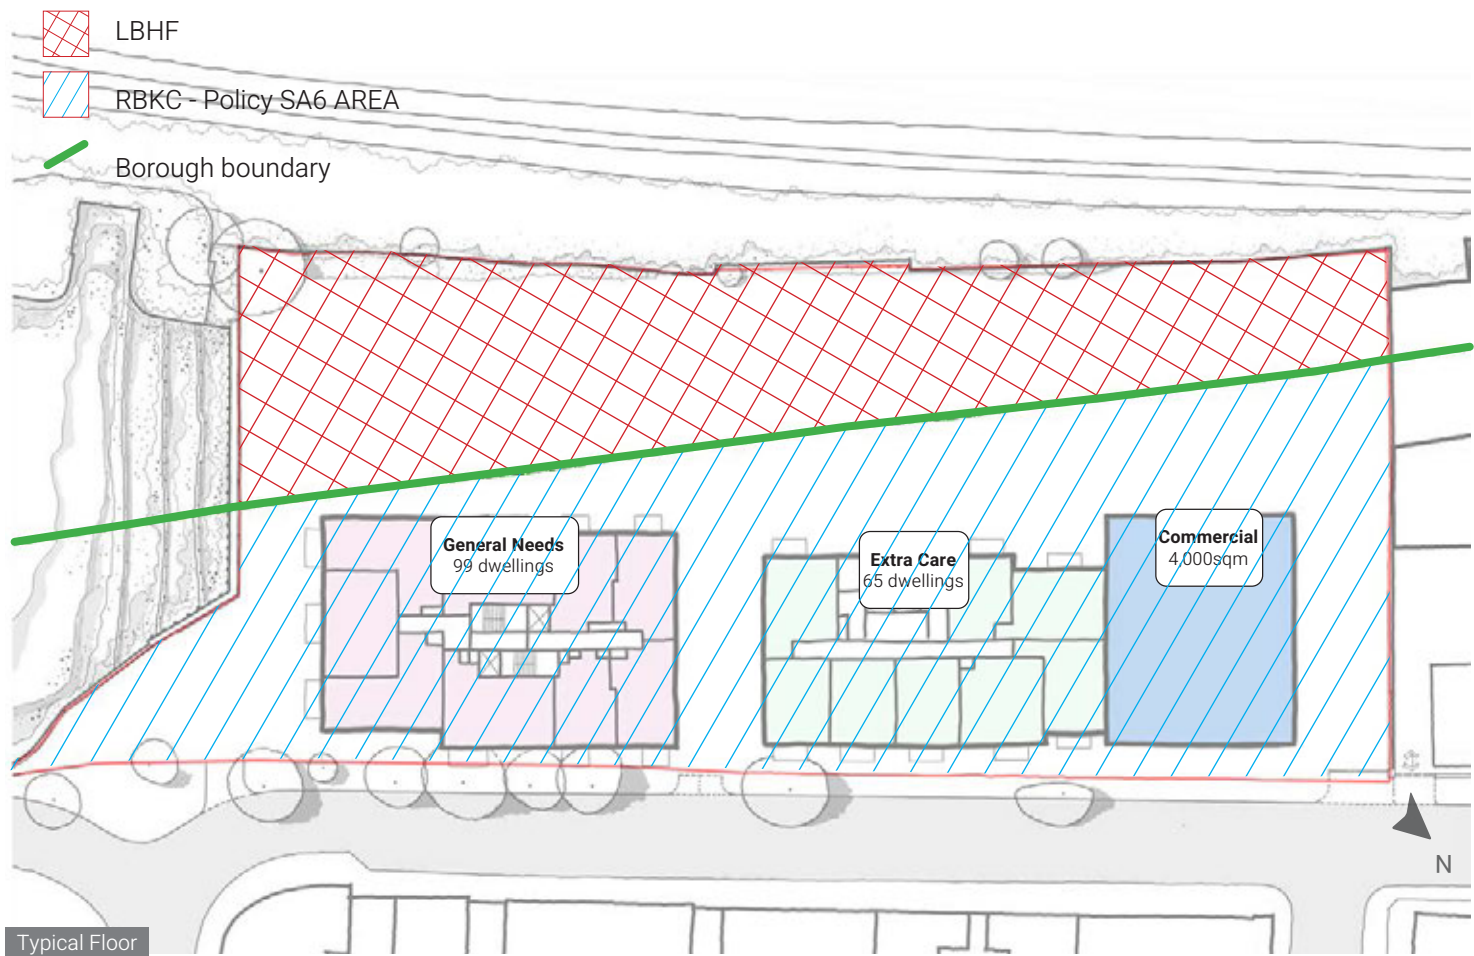 LBHF
RBKC - Policy SA6 AREA
Borough boundary
General Needs
99 dwellings
Extra Care
65 dwellings
Commercial
4,000sqm
N
Typical Floor